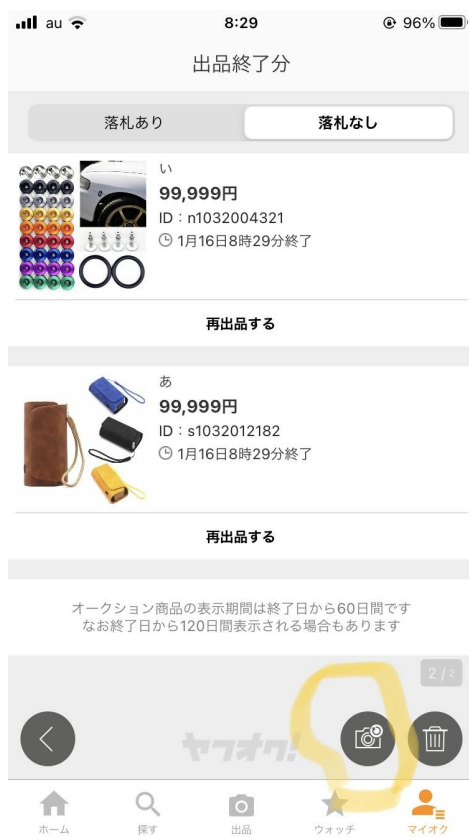 au 8:29 96%
出品終了分
落札あり 落札なし
い
99,999円
ID：n1032004321
1月16日8時29分終了
再出品する
あ
99,999円
ID：s1032012182
1月16日8時29分終了
再出品する
オークション商品の表示期間は終了日から60日間です
なお終了日から120日間表示される場合もあります
2 / 2
ヤフオク!
ホーム 探す 出品 ウォッチ マイオク